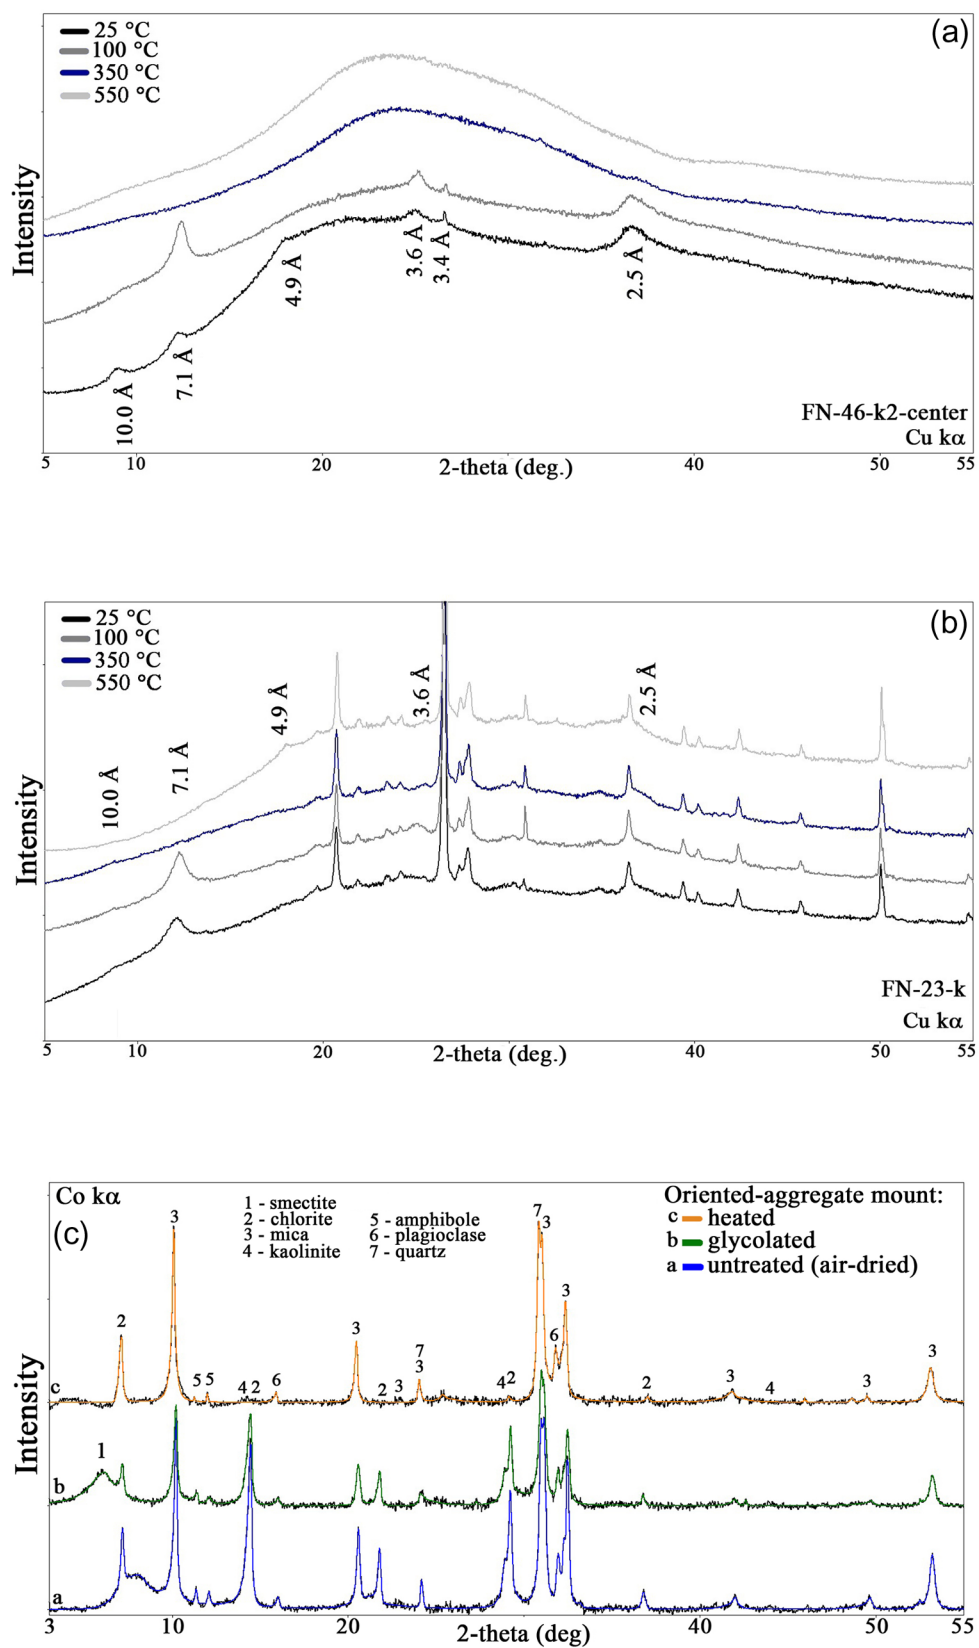 (a)
25 °C
100 °C
350 °C
550 °C
Intensity
10.0 Å
7.1 Å
4.9 Å
3.6 Å
3.4 Å
2.5 Å
FN-46-k2-center
Cu kα
5 10 20 40 50 55
2-theta (deg.)
(b)
25 °C
100 °C
350 °C
550 °C
Intensity
10.0 Å
7.1 Å
4.9 Å
3.6 Å
2.5 Å
FN-23-k
Cu kα
5 10 20 40 50 55
2-theta (deg.)
Co kα
(c)
1 - smectite
2 - chlorite
3 - mica
4 - kaolinite
5 - amphibole
6 - plagioclase
7 - quartz
Oriented-aggregate mount:
c heated
b glycolated
a untreated (air-dried)
Intensity
2 3 5 5 4 2 6 3 2 3 7 3 4 2 7 3 6 3 2 3 4 3 3
c
1
b
a
3 10 20 40 50 55
2-theta (deg)